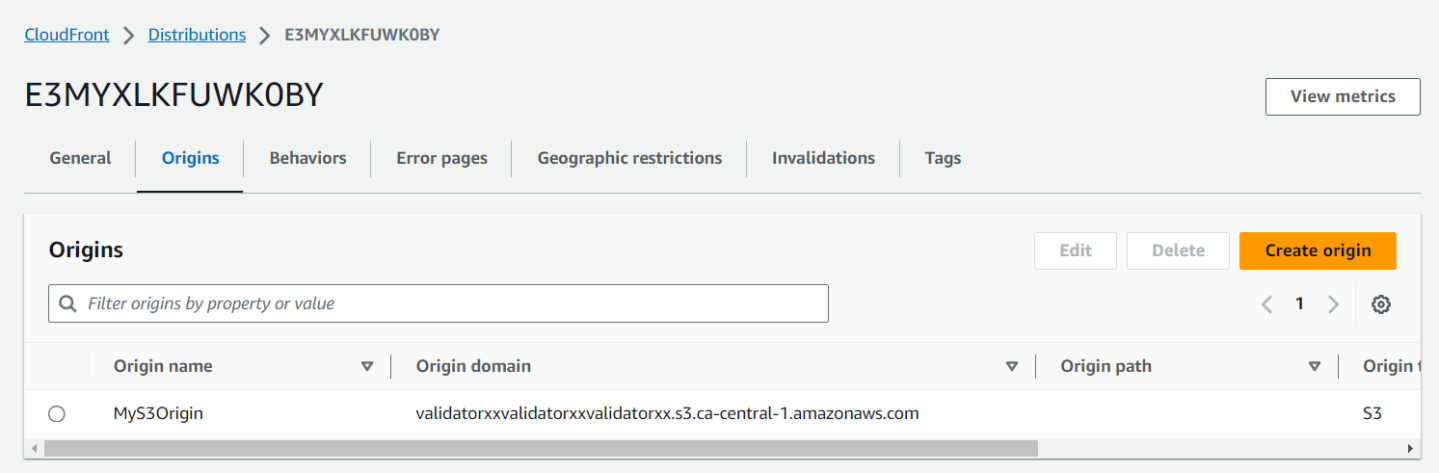 CloudFront > Distributions > E3MYXLKFUWK0BY
E3MYXLKFUWK0BY
View metrics
General Origins Behaviors Error pages Geographic restrictions Invalidations Tags
Origins
Edit Delete Create origin
Filter origins by property or value
1
Origin name Origin domain Origin path Origin t
MyS3Origin validatorxxvalidatorxxvalidatorxx.s3.ca-central-1.amazonaws.com S3